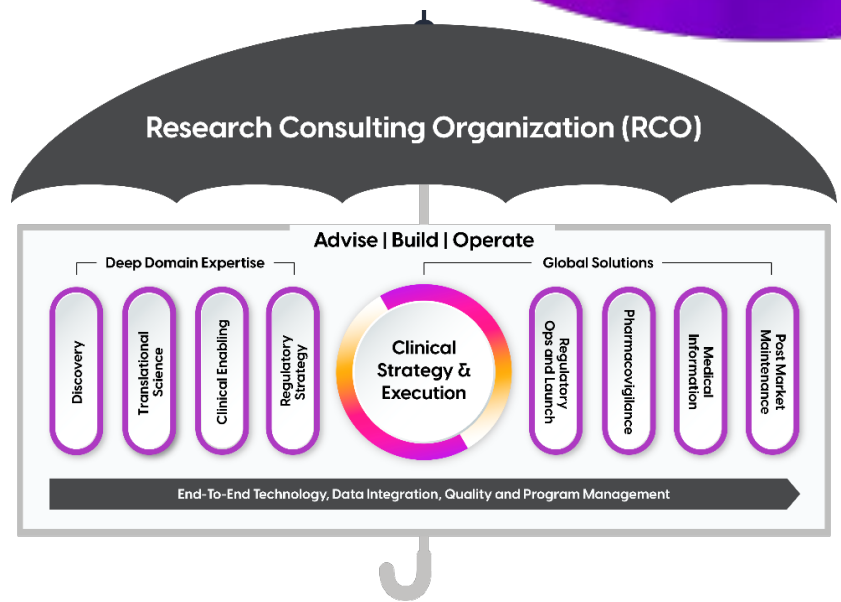 Research Consulting Organization (RCO)
Advise | Build | Operate
Deep Domain Expertise
Global Solutions
Discovery
Translational
Science
Clinical Enabling
Regulatory
Strategy
Clinical
Strategy &
Execution
Regulatory
Ops and Launch
Pharmacovigilance
Medical
Information
Post Market
Maintenance
End-To-End Technology, Data Integration, Quality and Program Management